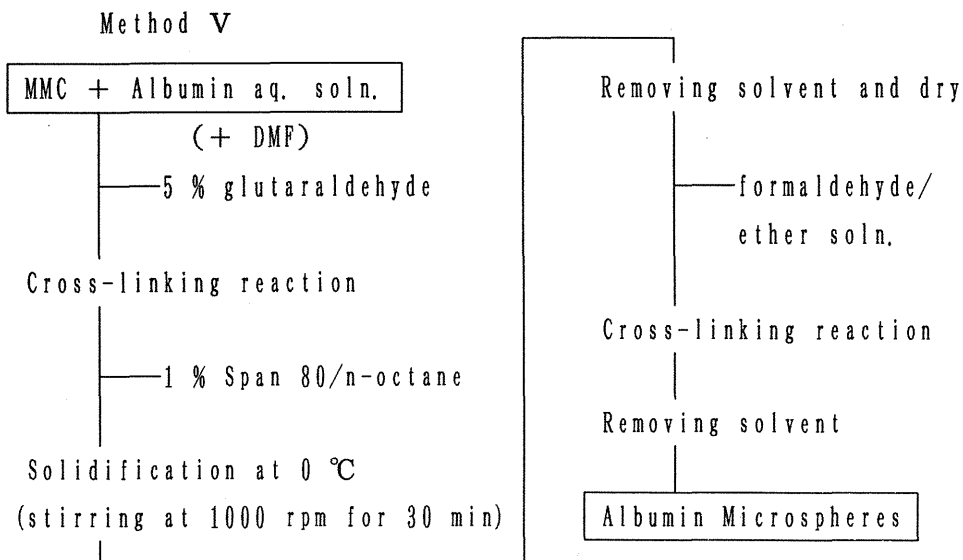 Method V
MMC + Albumin aq. soln.
(+ DMF)
5 % glutaraldehyde
Cross-linking reaction
1 % Span 80/n-octane
Solidification at 0 ℃
(stirring at 1000 rpm for 30 min)
Removing solvent and dry
formaldehyde/
ether soln.
Cross-linking reaction
Removing solvent
Albumin Microspheres